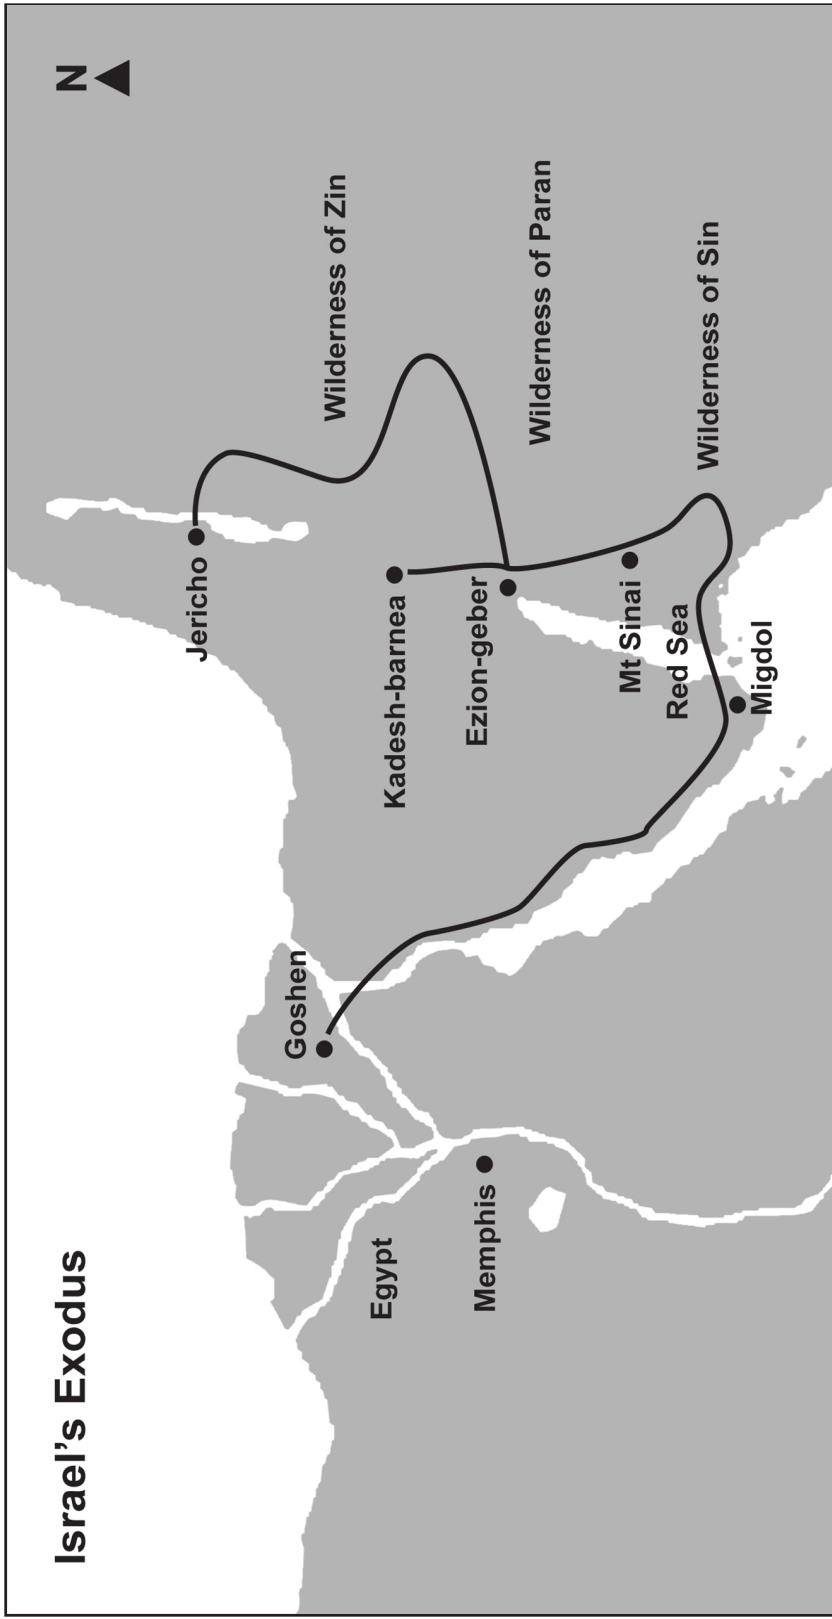 Israel's Exodus
N
Jericho
Goshen
Wilderness of Zin
Egypt
Kadesh-barnea
Memphis
Ezion-geber
Wilderness of Paran
Mt Sinai
Red Sea
Wilderness of Sin
Migdol